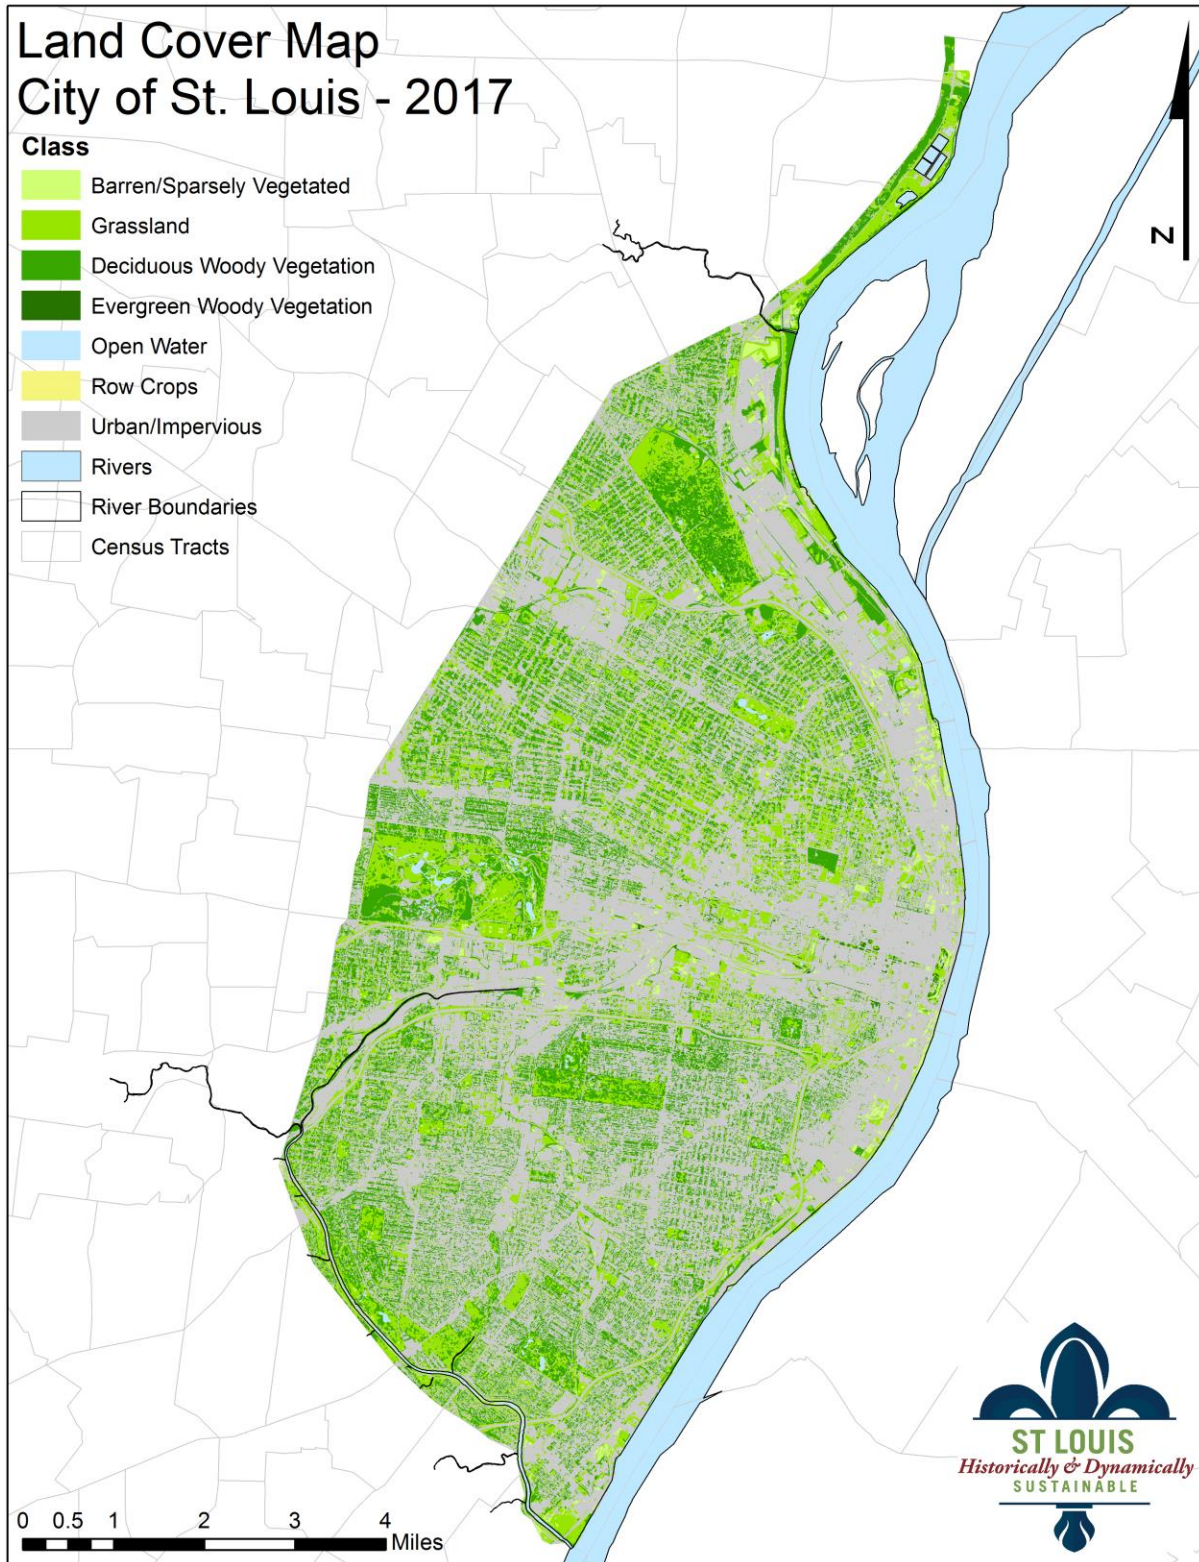 Land Cover Map
City of St. Louis - 2017
Class
Barren/Sparsely Vegetated
Grassland
Deciduous Woody Vegetation
Evergreen Woody Vegetation
Open Water
Row Crops
Urban/Impervious
Rivers
River Boundaries
Census Tracts
N
0 0.5 1 2 3 4
Miles
ST LOUIS
Historically & Dynamically
SUSTAINABLE